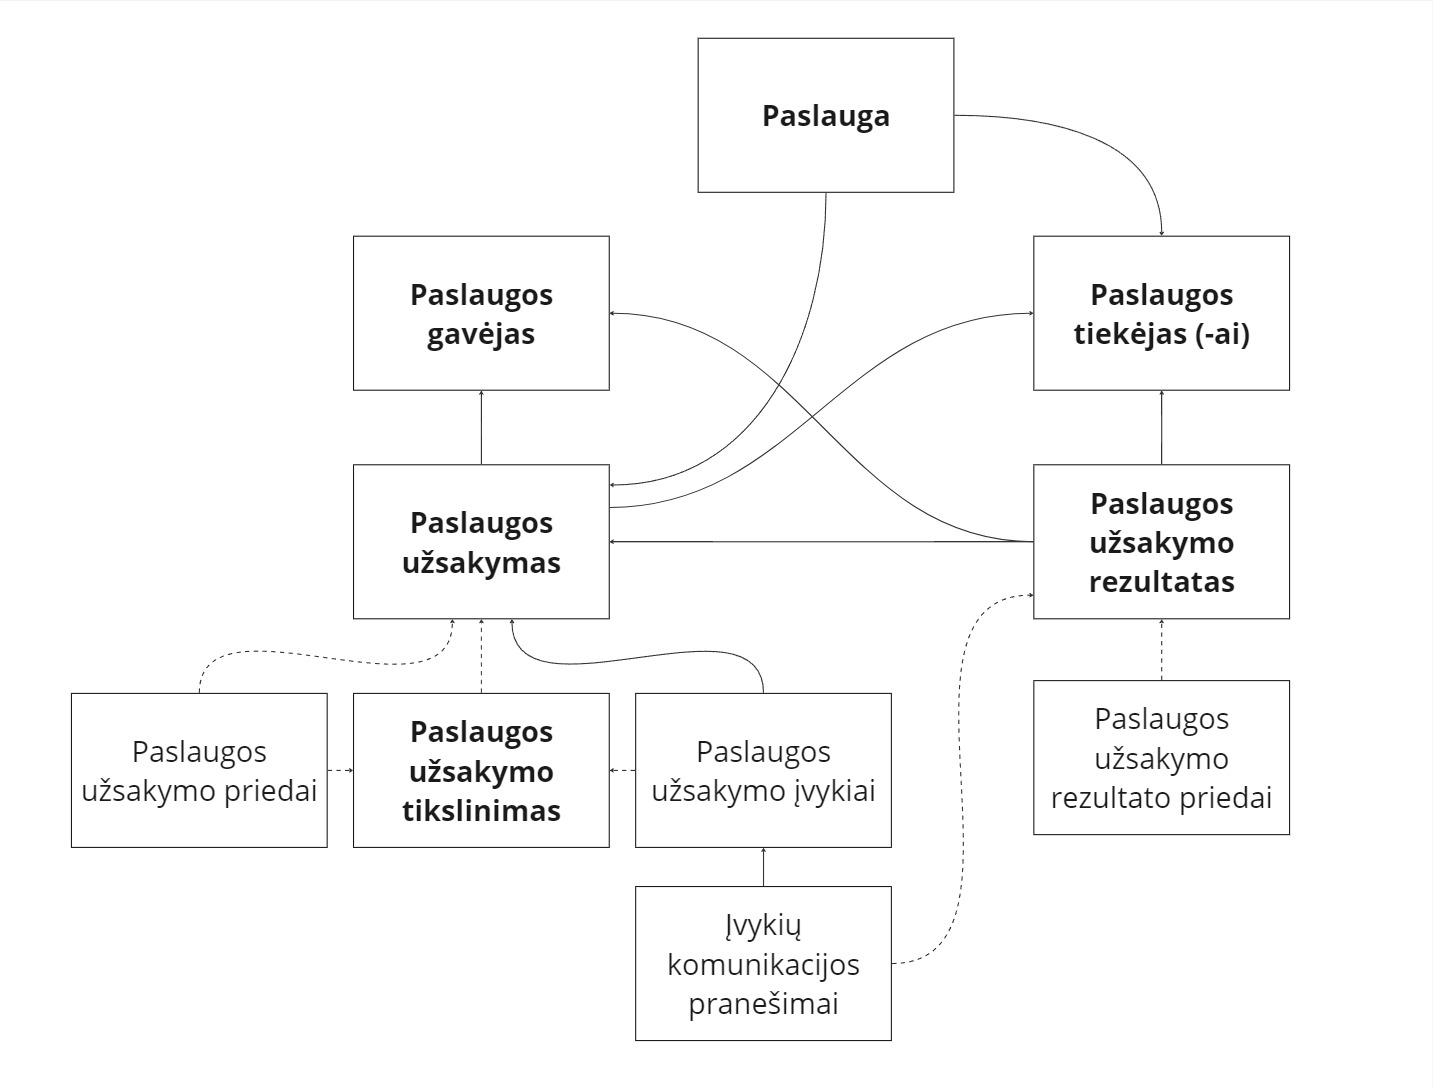 Paslauga
Paslaugos
gavėjas
Paslaugos
tiekėjas (-ai)
Paslaugos
užsakymas
Paslaugos
užsakymo
rezultatas
Paslaugos
užsakymo priedai
Paslaugos
užsakymo
tikslinimas
Paslaugos
užsakymo įvykiai
Paslaugos
užsakymo
rezultato priedai
Įvykių
komunikacijos
pranešimai